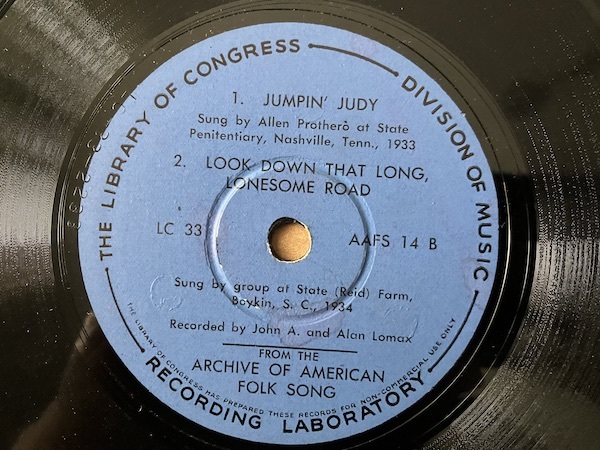 THE LIBRARY OF CONGRESS
DIVISION OF MUSIC
1. JUMPIN' JUDY
Sung by Allen Prothero at State
Penitentiary, Nashville, Tenn., 1933
2. LOOK DOWN THAT LONG,
LONESOME ROAD
LC 33
AAFS 14 B
Sung by group at State (Reid) Farm,
Boykin, S. C., 1934
Recorded by John A. and Alan Lomax
FROM THE
ARCHIVE OF AMERICAN
FOLK SONG
THE LIBRARY OF CONGRESS HAS PREPARED THESE RECORDS FOR NON-COMMERCIAL USE ONLY
RECORDING LABORATORY